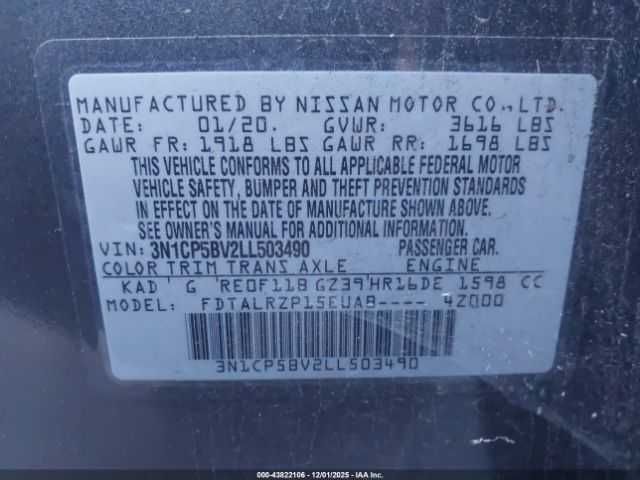 MANUFACTURED BY NISSAN MOTOR CO., LTD.
DATE: 01/20. GVWR: 3616 LBS
GAWR FR: 1918 LBS GAWR RR: 1698 LBS
THIS VEHICLE CONFORMS TO ALL APPLICABLE FEDERAL MOTOR
VEHICLE SAFETY, BUMPER AND THEFT PREVENTION STANDARDS
IN EFFECT ON THE DATE OF MANUFACTURE SHOWN ABOVE.
SEE OWNER'S MANUAL FOR ADDITIONAL INFORMATION.
VIN: 3N1CP5BV2LL503490 PASSENGER CAR.
COLOR TRIM TRANS AXLE ENGINE
KAD G RE0F11B GZ39 HR16DE 1598 CC
MODEL: FDTALRZP15EUAB---- 4Z000
3N1CP5BV2LL503490
000-43822106 - 12/01/2025 - IAA Inc.